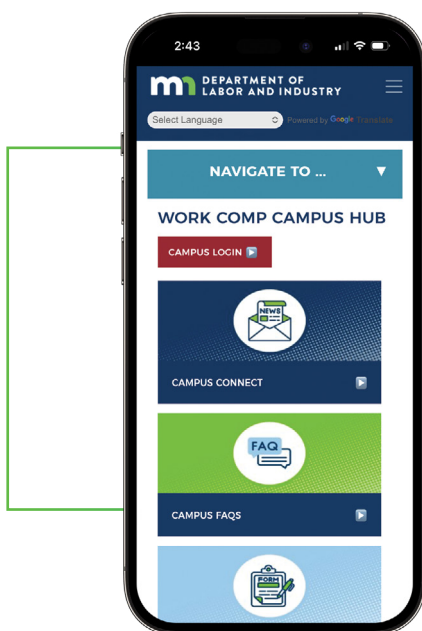 2:43
mn DEPARTMENT OF
LABOR AND INDUSTRY
Select Language
Powered by Google Translate
NAVIGATE TO ... ▼
WORK COMP CAMPUS HUB
CAMPUS LOGIN
NEWS
CAMPUS CONNECT
FAQ
CAMPUS FAQS
FORM